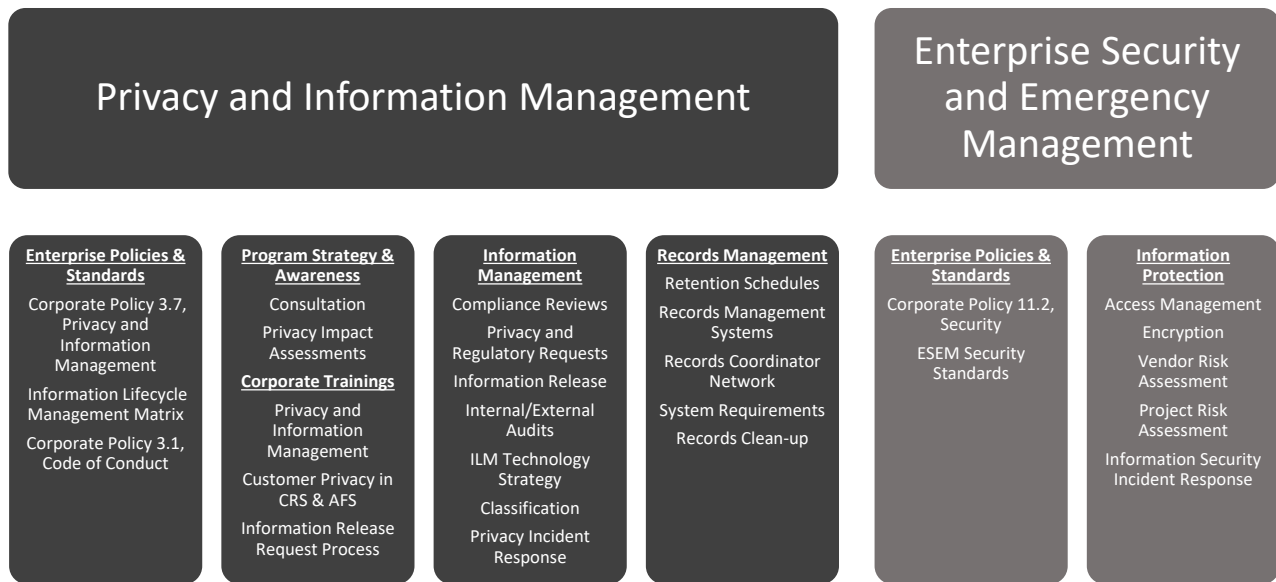 Privacy and Information Management
Enterprise Security
and Emergency
Management
Enterprise Policies &
Standards
Corporate Policy 3.7,
Privacy and
Information
Management
Information Lifecycle
Management Matrix
Corporate Policy 3.1,
Code of Conduct
Program Strategy &
Awareness
Consultation
Privacy Impact
Assessments
Corporate Trainings
Privacy and
Information
Management
Customer Privacy in
CRS & AFS
Information Release
Request Process
Information
Management
Compliance Reviews
Privacy and
Regulatory Requests
Information Release
Internal/External
Audits
ILM Technology
Strategy
Classification
Privacy Incident
Response
Records Management
Retention Schedules
Records Management
Systems
Records Coordinator
Network
System Requirements
Records Clean-up
Enterprise Policies &
Standards
Corporate Policy 11.2,
Security
ESEM Security
Standards
Information
Protection
Access Management
Encryption
Vendor Risk
Assessment
Project Risk
Assessment
Information Security
Incident Response